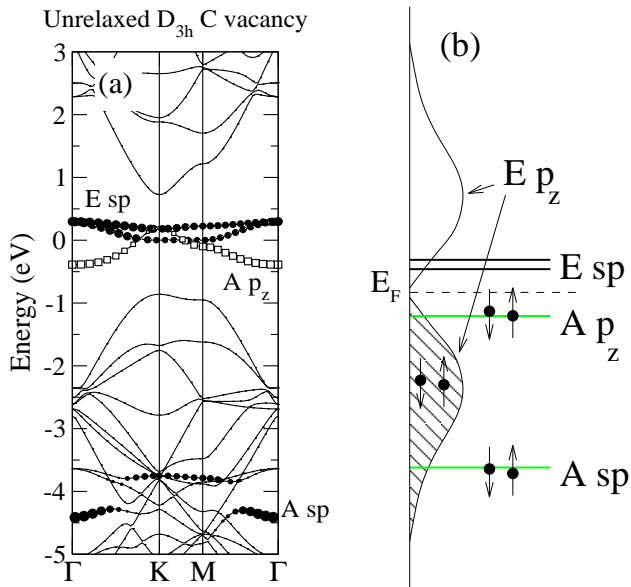 Unrelaxed D3h C vacancy
(a)
Energy (eV)
3
2
1
0
-1
-2
-3
-4
-5
E sp
A pz
A sp
Γ K M Γ
(b)
E pz
E sp
EF
A pz
A sp